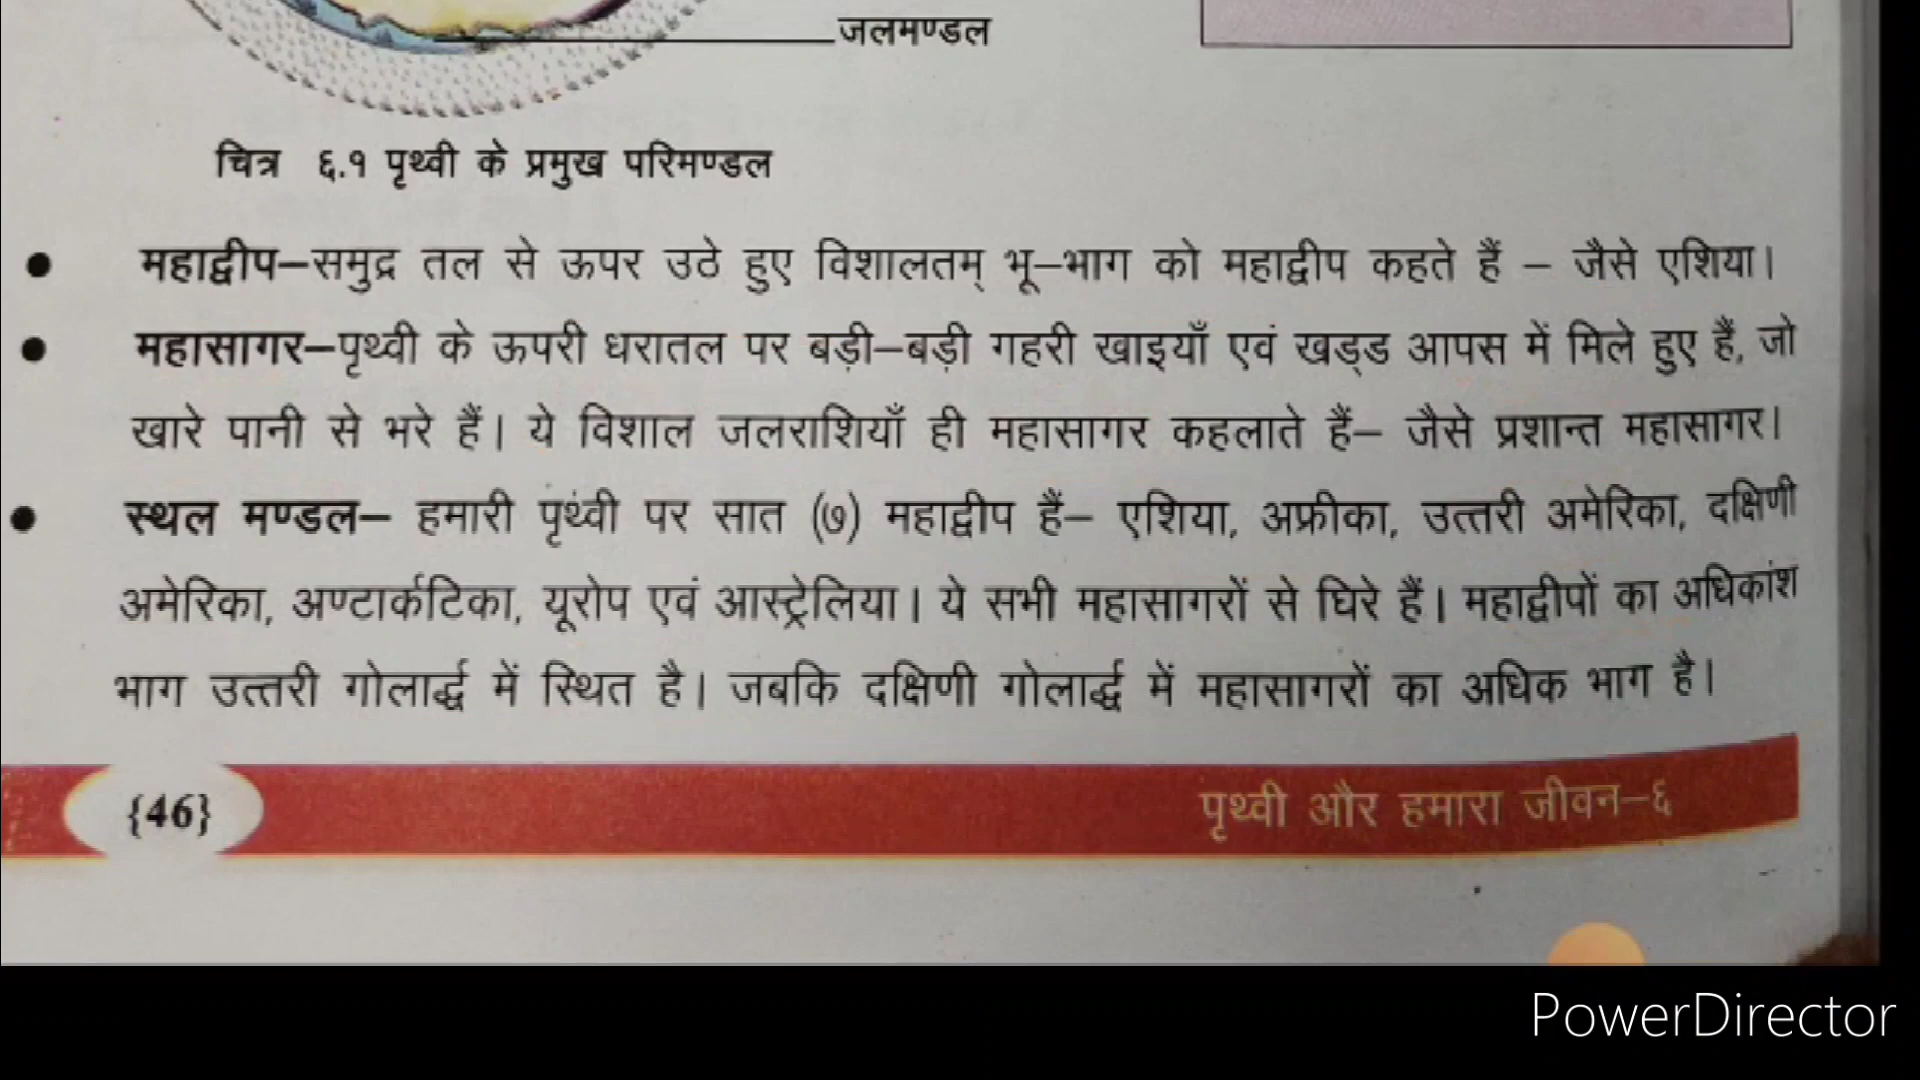 जलमण्डल
चित्र ६.१ पृथ्वी के प्रमुख परिमण्डल
● महाद्वीप–समुद्र तल से ऊपर उठे हुए विशालतम् भू–भाग को महाद्वीप कहते हैं – जैसे एशिया।
● महासागर–पृथ्वी के ऊपरी धरातल पर बड़ी–बड़ी गहरी खाइयाँ एवं खड्ड आपस में मिले हुए हैं, जो
खारे पानी से भरे हैं। ये विशाल जलराशियाँ ही महासागर कहलाते हैं– जैसे प्रशान्त महासागर।
● स्थल मण्डल– हमारी पृथ्वी पर सात (७) महाद्वीप हैं– एशिया, अफ्रीका, उत्तरी अमेरिका, दक्षिणी
अमेरिका, अण्टार्कटिका, यूरोप एवं आस्ट्रेलिया। ये सभी महासागरों से घिरे हैं। महाद्वीपों का अधिकांश
भाग उत्तरी गोलार्द्ध में स्थित है। जबकि दक्षिणी गोलार्द्ध में महासागरों का अधिक भाग है।
{46} पृथ्वी और हमारा जीवन–६
PowerDirector